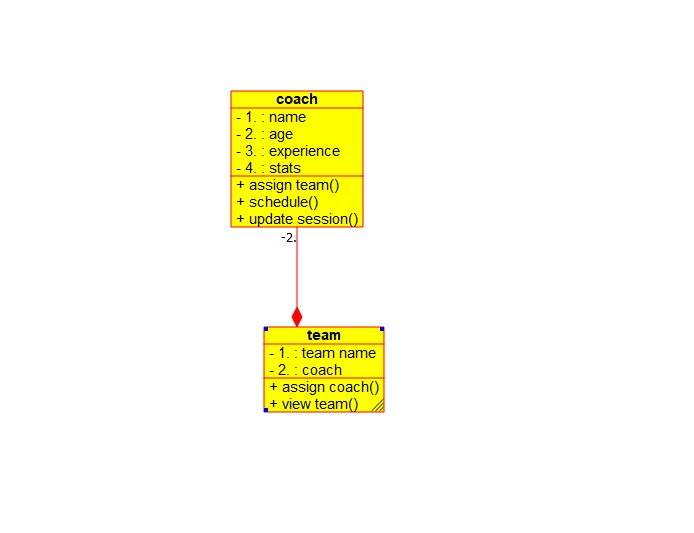 coach
- 1. : name
- 2. : age
- 3. : experience
- 4. : stats
+ assign team()
+ schedule()
+ update session()
-2.
team
- 1. : team name
- 2. : coach
+ assign coach()
+ view team()